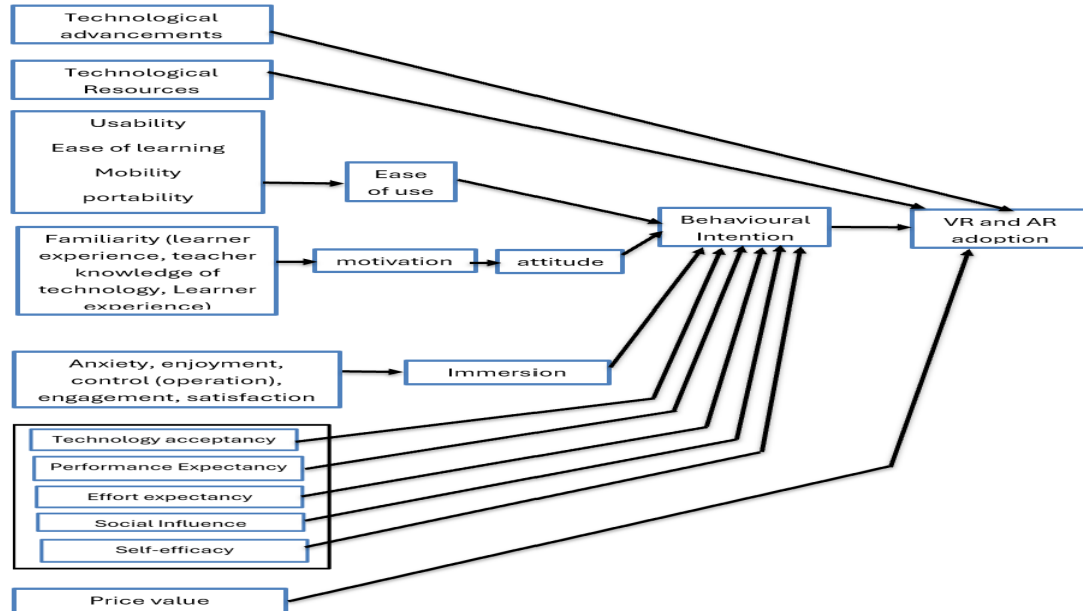 Technological
advancements
Technological
Resources
Usability
Ease of learning
Mobility
portability
Ease
of use
Behavioural
Intention
VR and AR
adoption
Familiarity (learner
experience, teacher
knowledge of
technology, Learner
experience)
motivation
attitude
Anxiety, enjoyment,
control (operation),
engagement, satisfaction
Immersion
Technology acceptancy
Performance Expectancy
Effort expectancy
Social Influence
Self-efficacy
Price value